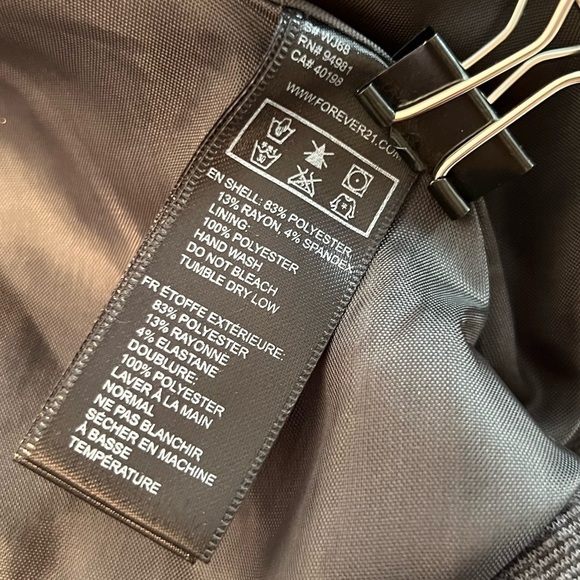 S# WJ68
RN# 94981
CA# 40198
WWW.FOREVER21.COM
EN SHELL: 83% POLYESTER
13% RAYON, 4% SPANDEX
LINING:
100% POLYESTER
HAND WASH
DO NOT BLEACH
TUMBLE DRY LOW
FR ÉTOFFE EXTÉRIEURE:
83% POLYESTER
13% RAYONNE
4% ELASTANE
DOUBLURE:
100% POLYESTER
LAVER À LA MAIN
NORMAL
NE PAS BLANCHIR
SÉCHER EN MACHINE
À BASSE
TEMPÉRATURE